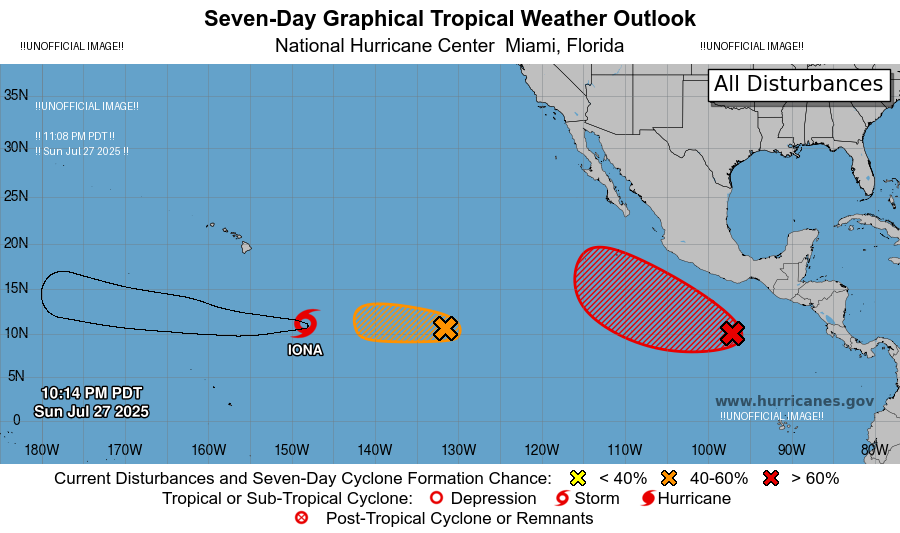 Seven-Day Graphical Tropical Weather Outlook
!!UNOFFICIAL IMAGE!! National Hurricane Center Miami, Florida !!UNOFFICIAL IMAGE!!
All Disturbances
35N
!!UNOFFICIAL IMAGE!!
!! 11:08 PM PDT !!
30N
!! Sun Jul 27 2025 !!
25N
20N
15N
10N
IONA
5N
10:14 PM PDT
Sun Jul 27 2025
www.hurricanes.gov
!!UNOFFICIAL IMAGE!!
0
180W 170W 160W 150W 140W 130W 120W 110W 100W 90W 80W
Current Disturbances and Seven-Day Cyclone Formation Chance: < 40% 40-60% > 60%
Tropical or Sub-Tropical Cyclone: Depression Storm Hurricane
Post-Tropical Cyclone or Remnants